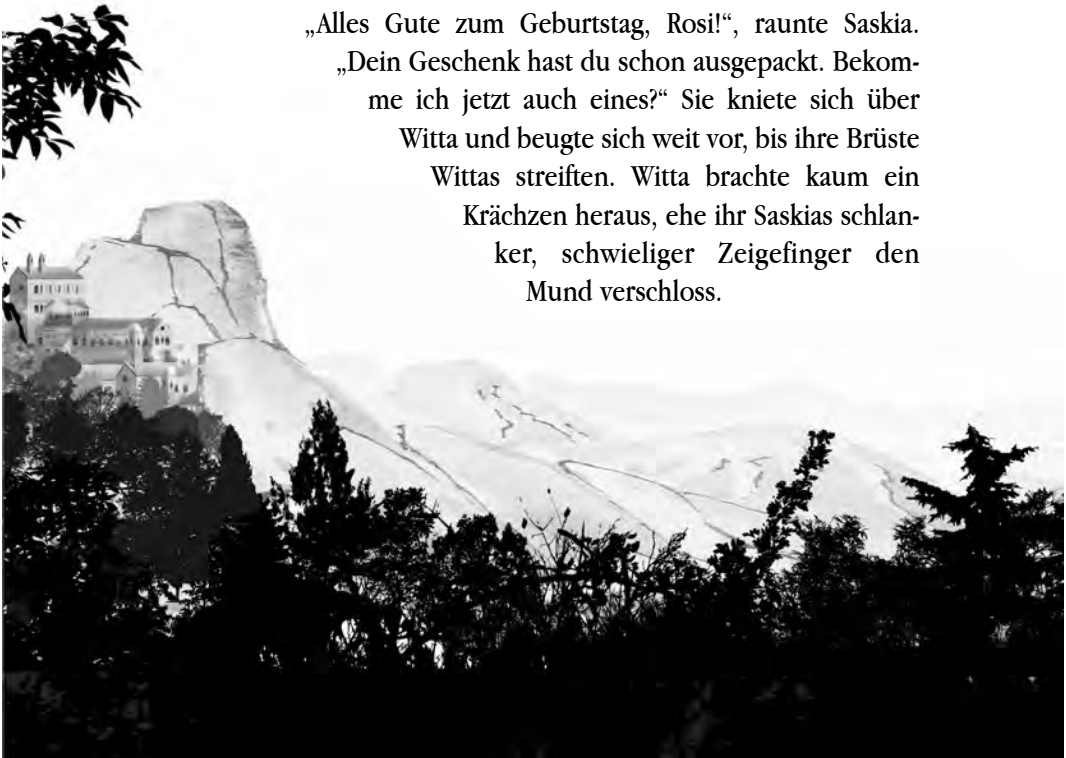 „Alles Gute zum Geburtstag, Rosi!“, raunte Saskia.
„Dein Geschenk hast du schon ausgepackt. Bekom-
me ich jetzt auch eines?“ Sie kniete sich über
Witta und beugte sich weit vor, bis ihre Brüste
Wittas streiften. Witta brachte kaum ein
Krächzen heraus, ehe ihr Saskias schlan-
ker, schwieliger Zeigefinger den
Mund verschloss.